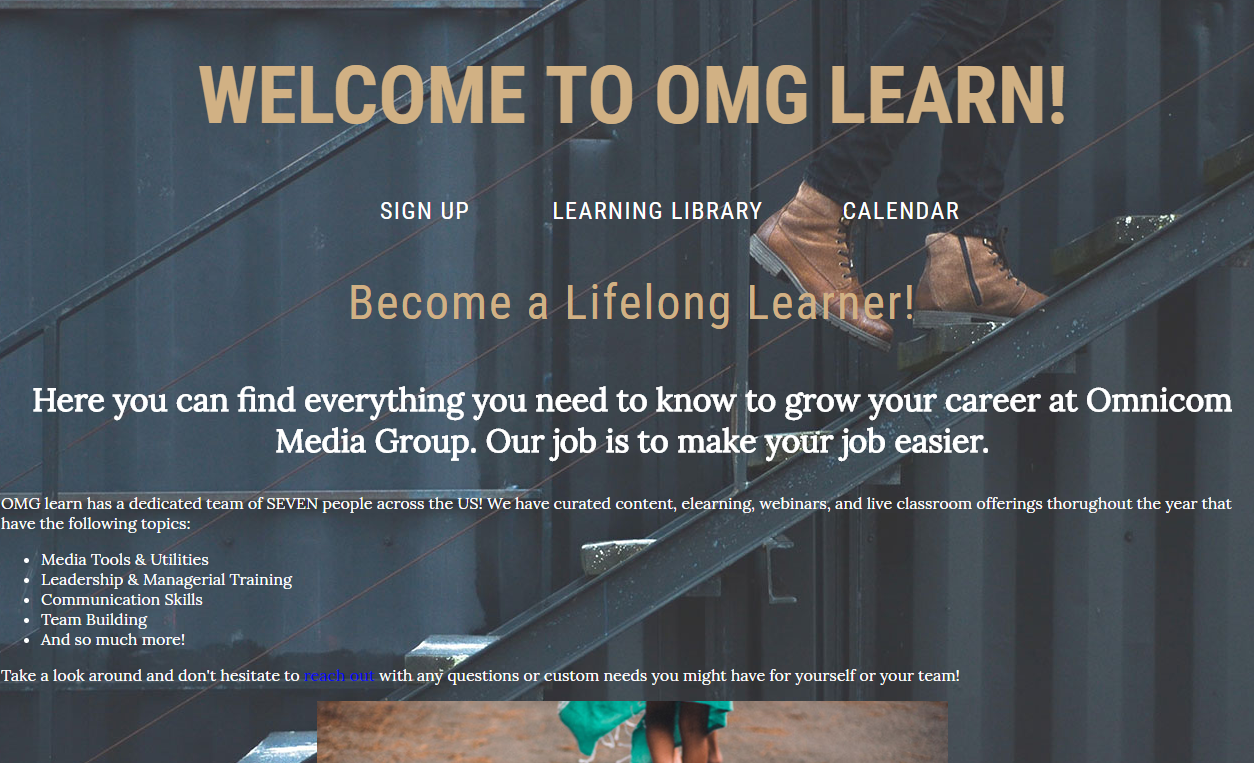 WELCOME TO OMG LEARN!
SIGN UP LEARNING LIBRARY CALENDAR
Become a Lifelong Learner!
Here you can find everything you need to know to grow your career at Omnicom
Media Group. Our job is to make your job easier.
OMG learn has a dedicated team of SEVEN people across the US! We have curated content, elearning, webinars, and live classroom offerings thorughout the year that
have the following topics:
• Media Tools & Utilities
• Leadership & Managerial Training
• Communication Skills
• Team Building
• And so much more!
Take a look around and don't hesitate to reach out with any questions or custom needs you might have for yourself or your team!